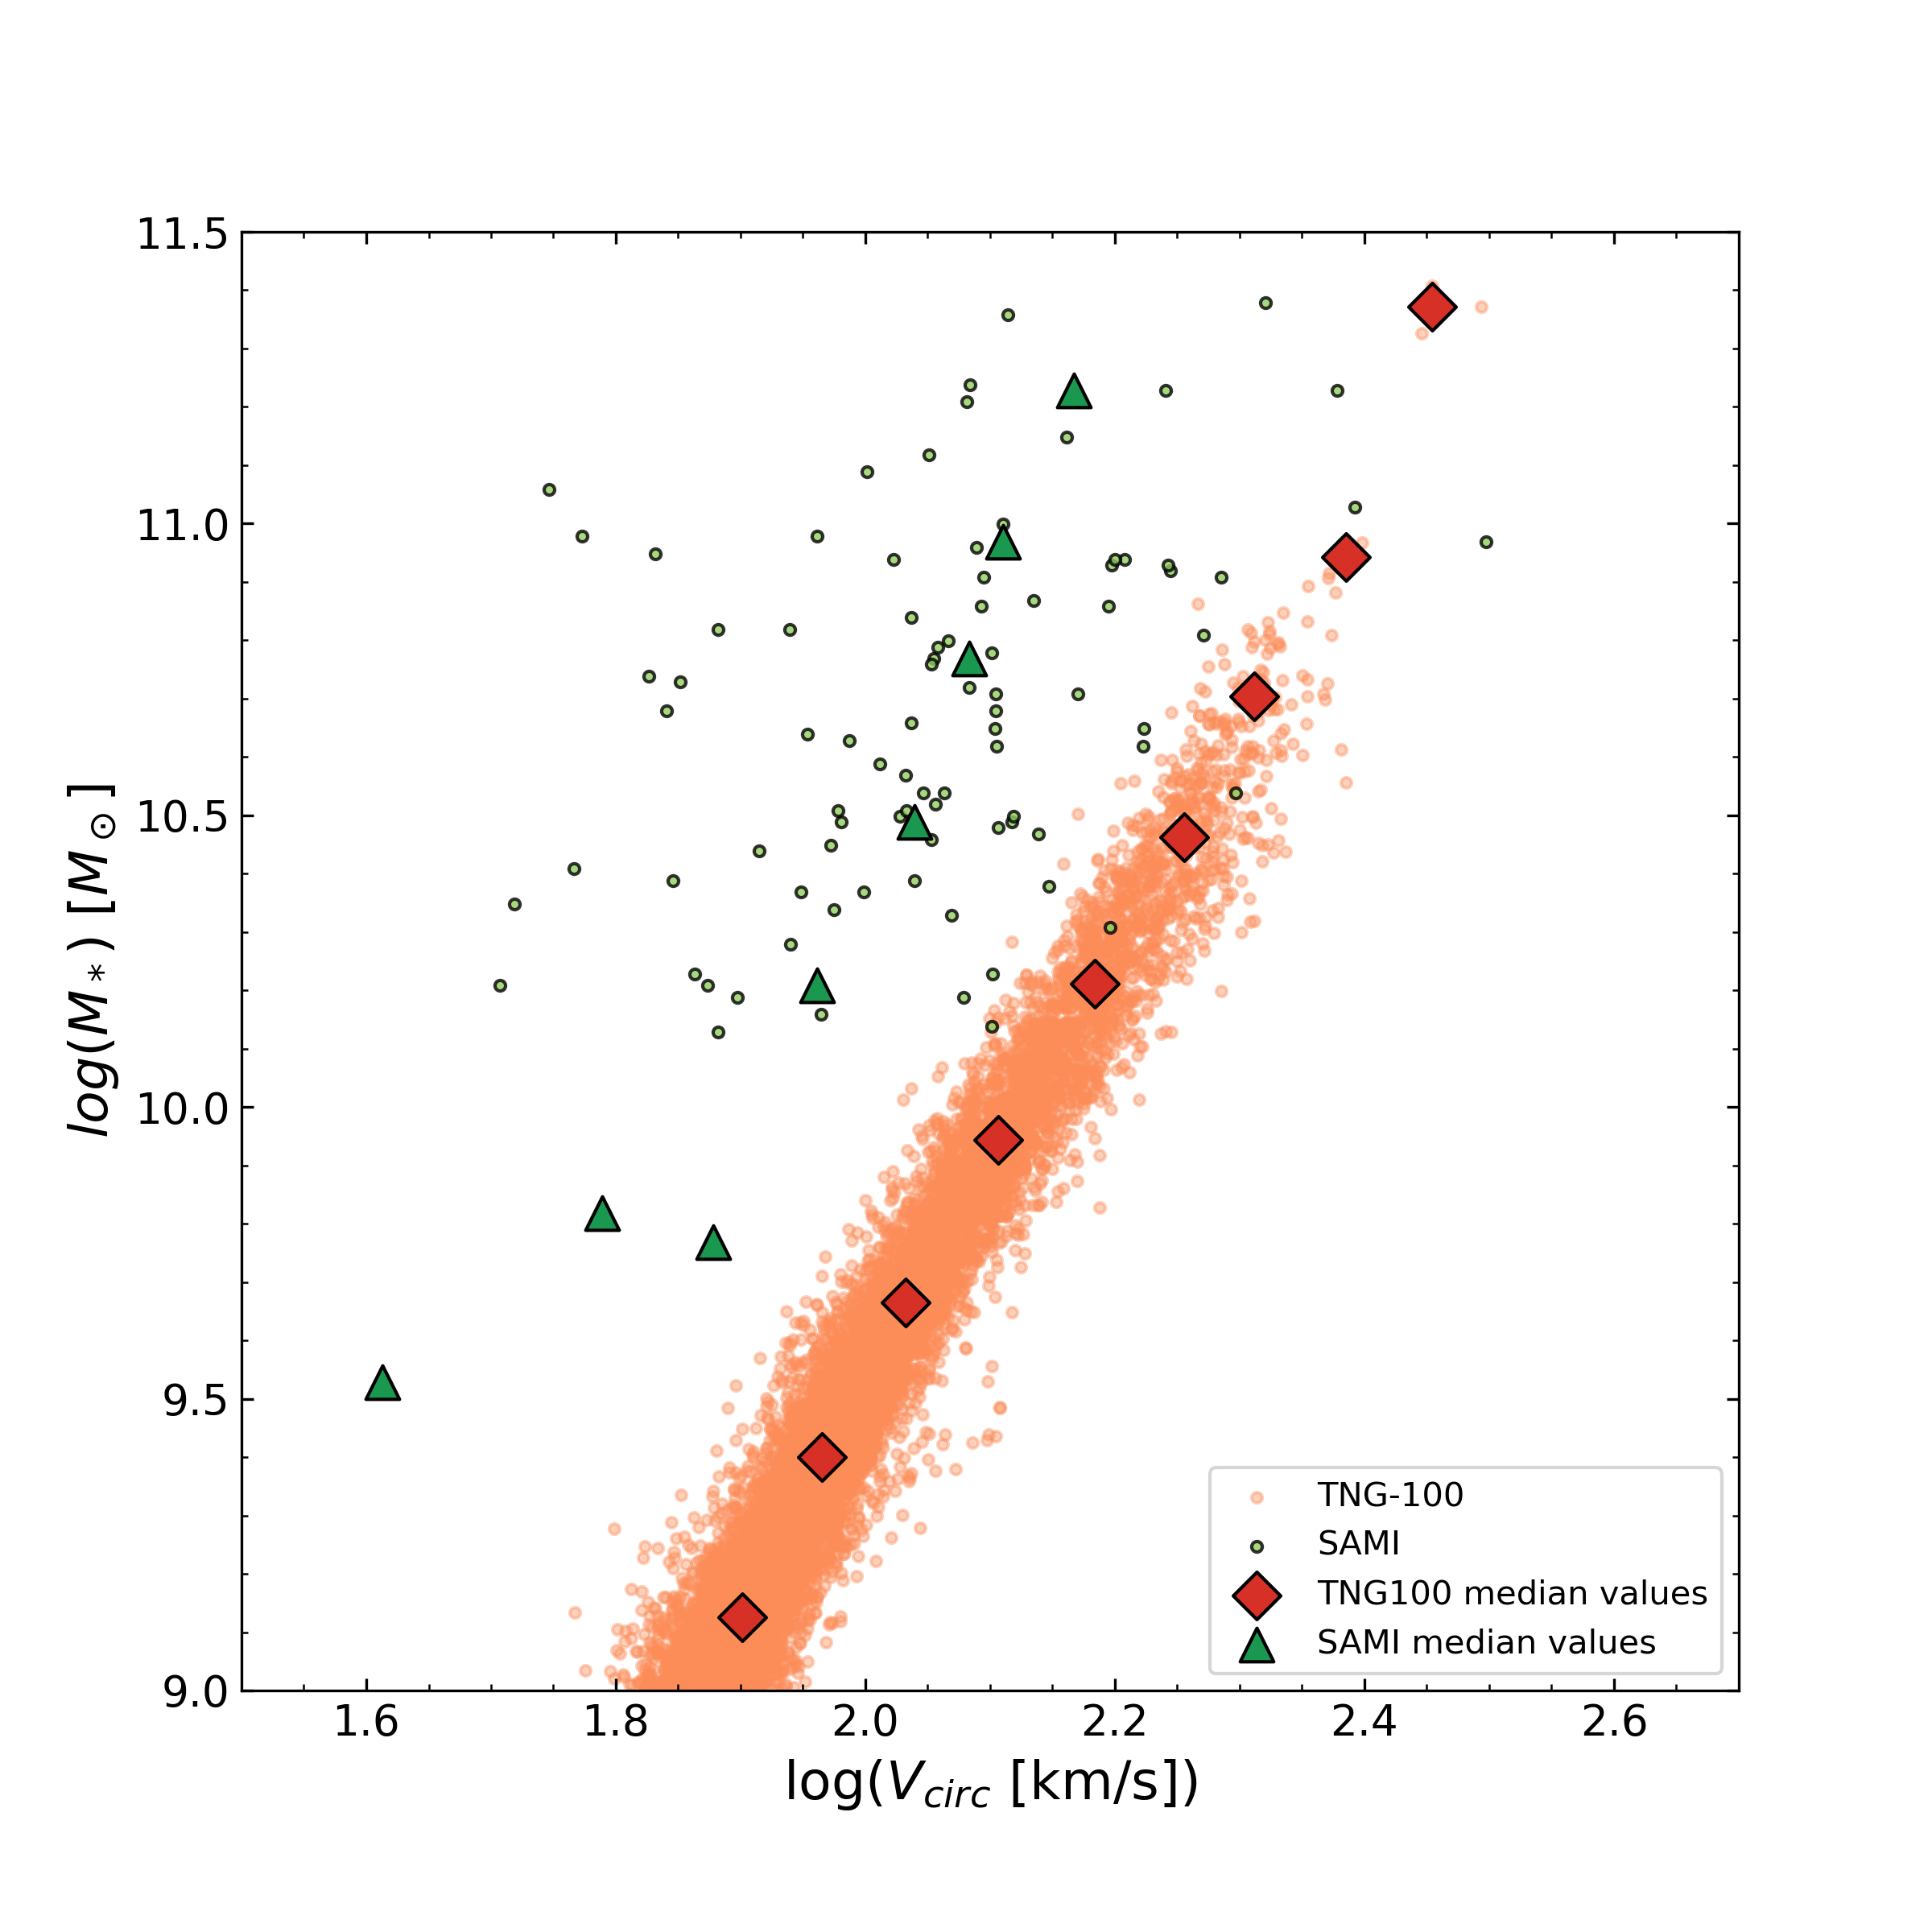 11.5
11.0
10.5
10.0
9.5
9.0
log(M*) [M⊙]
1.6 1.8 2.0 2.2 2.4 2.6
log(Vcirc [km/s])
TNG-100
SAMI
TNG100 median values
SAMI median values